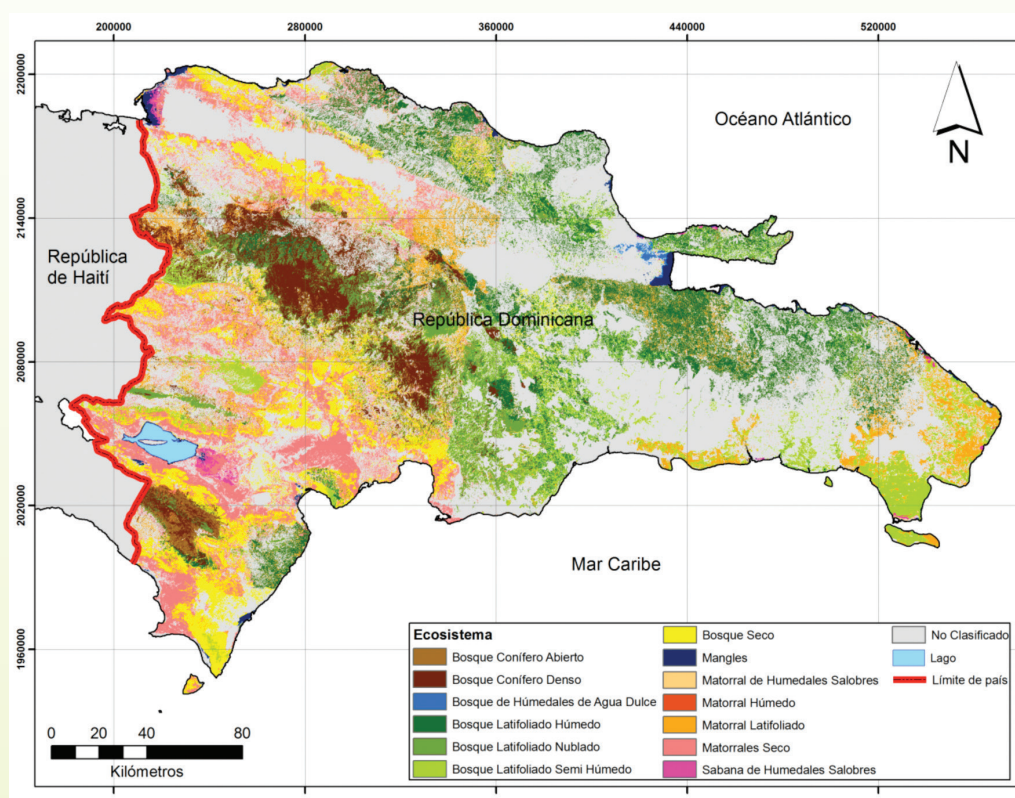 200000 280000 360000 440000 520000
2200000
2140000
2080000
2020000
1960000
Océano Atlántico
N
República
de Haití
República Dominicana
Mar Caribe
0 20 40 80
Kilómetros
Ecosistema
Bosque Conífero Abierto
Bosque Conífero Denso
Bosque de Húmedales de Agua Dulce
Bosque Latifoliado Húmedo
Bosque Latifoliado Nublado
Bosque Latifoliado Semi Húmedo
Bosque Seco
Mangles
Matorral de Humedales Salobres
Matorral Húmedo
Matorral Latifoliado
Matorrales Seco
Sabana de Humedales Salobres
No Clasificado
Lago
Límite de país